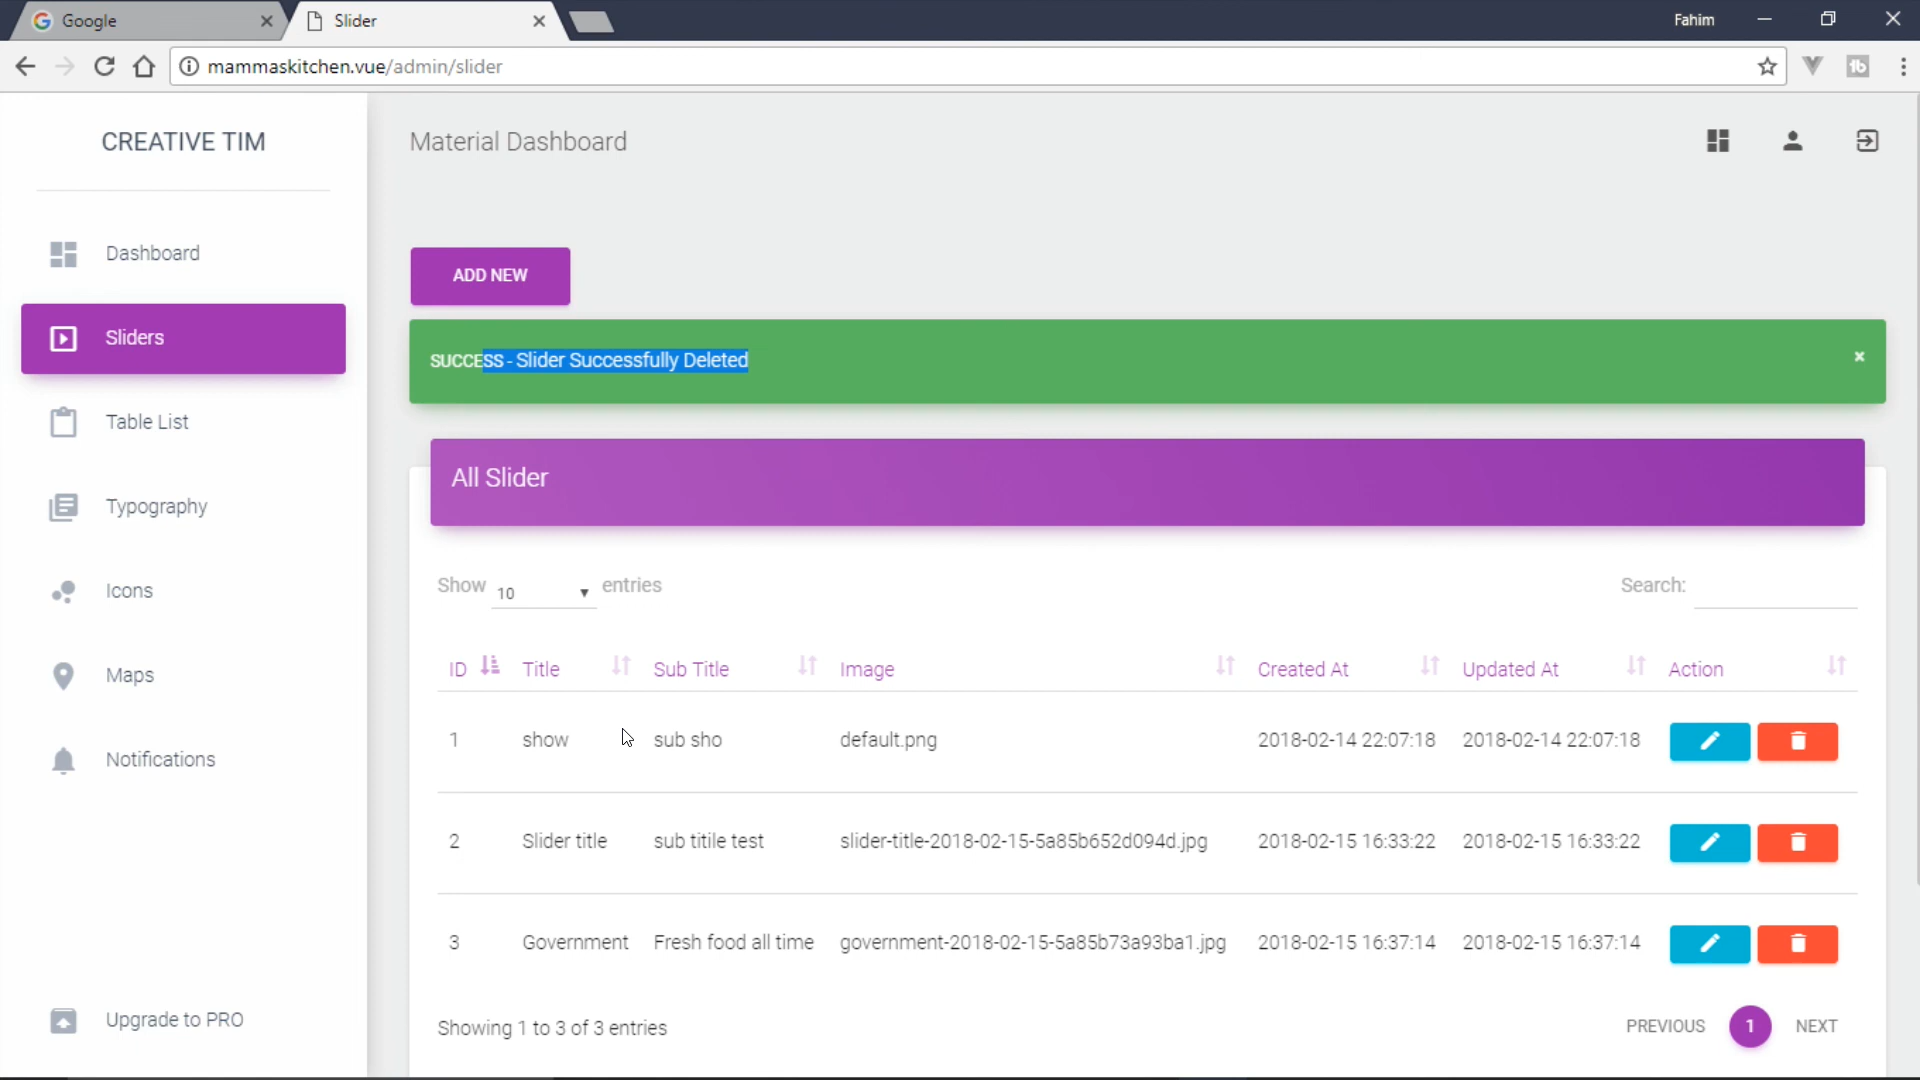 Google
Slider
Fahim
mammaskitchen.vue/admin/slider
CREATIVE TIM
Material Dashboard
Dashboard
Sliders
Table List
Typography
Icons
Maps
Notifications
Upgrade to PRO
ADD NEW
SUCCESS - Slider Successfully Deleted
All Slider
Show 10 entries
Search:
ID Title Sub Title Image Created At Updated At Action
1 show sub sho default.png 2018-02-14 22:07:18 2018-02-14 22:07:18
2 Slider title sub titile test slider-title-2018-02-15-5a85b652d094d.jpg 2018-02-15 16:33:22 2018-02-15 16:33:22
3 Government Fresh food all time government-2018-02-15-5a85b73a93ba1.jpg 2018-02-15 16:37:14 2018-02-15 16:37:14
Showing 1 to 3 of 3 entries
PREVIOUS 1 NEXT